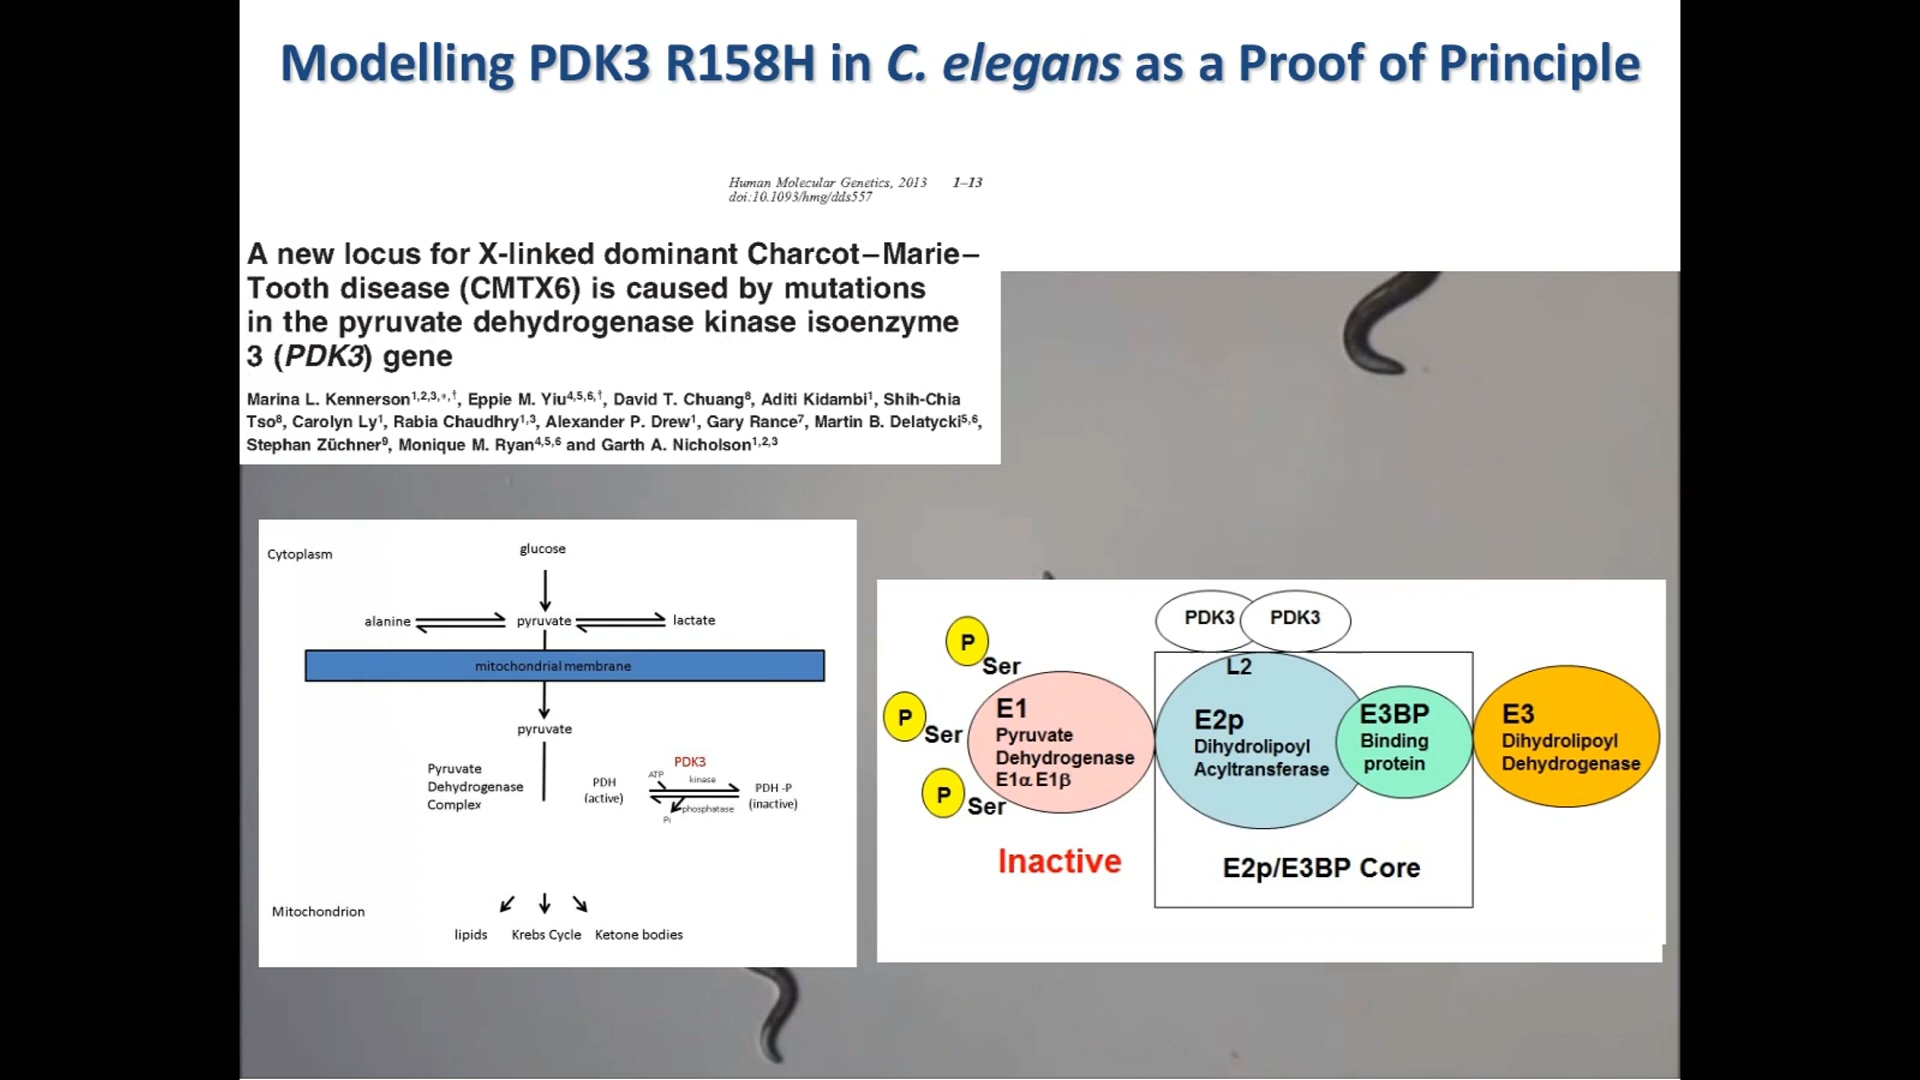 Modelling PDK3 R158H in C. elegans as a Proof of Principle
Human Molecular Genetics, 2013 1–13
doi:10.1093/hmg/dds557
A new locus for X-linked dominant Charcot–Marie–
Tooth disease (CMTX6) is caused by mutations
in the pyruvate dehydrogenase kinase isoenzyme
3 (PDK3) gene
Marina L. Kennerson1,2,3,*,†, Eppie M. Yiu4,5,6,†, David T. Chuang8, Aditi Kidambi1, Shih-Chia
Tso8, Carolyn Ly1, Rabia Chaudhry1,3, Alexander P. Drew1, Gary Rance7, Martin B. Delatycki5,6,
Stephan Züchner9, Monique M. Ryan4,5,6 and Garth A. Nicholson1,2,3
Cytoplasm
glucose
alanine
pyruvate
lactate
mitochondrial membrane
pyruvate
Pyruvate
Dehydrogenase
Complex
PDH
(active)
PDK3
ATP
kinase
phosphatase
Pi
PDH -P
(inactive)
Mitochondrion
lipids
Krebs Cycle
Ketone bodies
PDK3
PDK3
P
Ser
P
Ser
P
Ser
E1
Pyruvate
Dehydrogenase
E1α E1β
Inactive
L2
E2p
Dihydrolipoyl
Acyltransferase
E3BP
Binding
protein
E2p/E3BP Core
E3
Dihydrolipoyl
Dehydrogenase